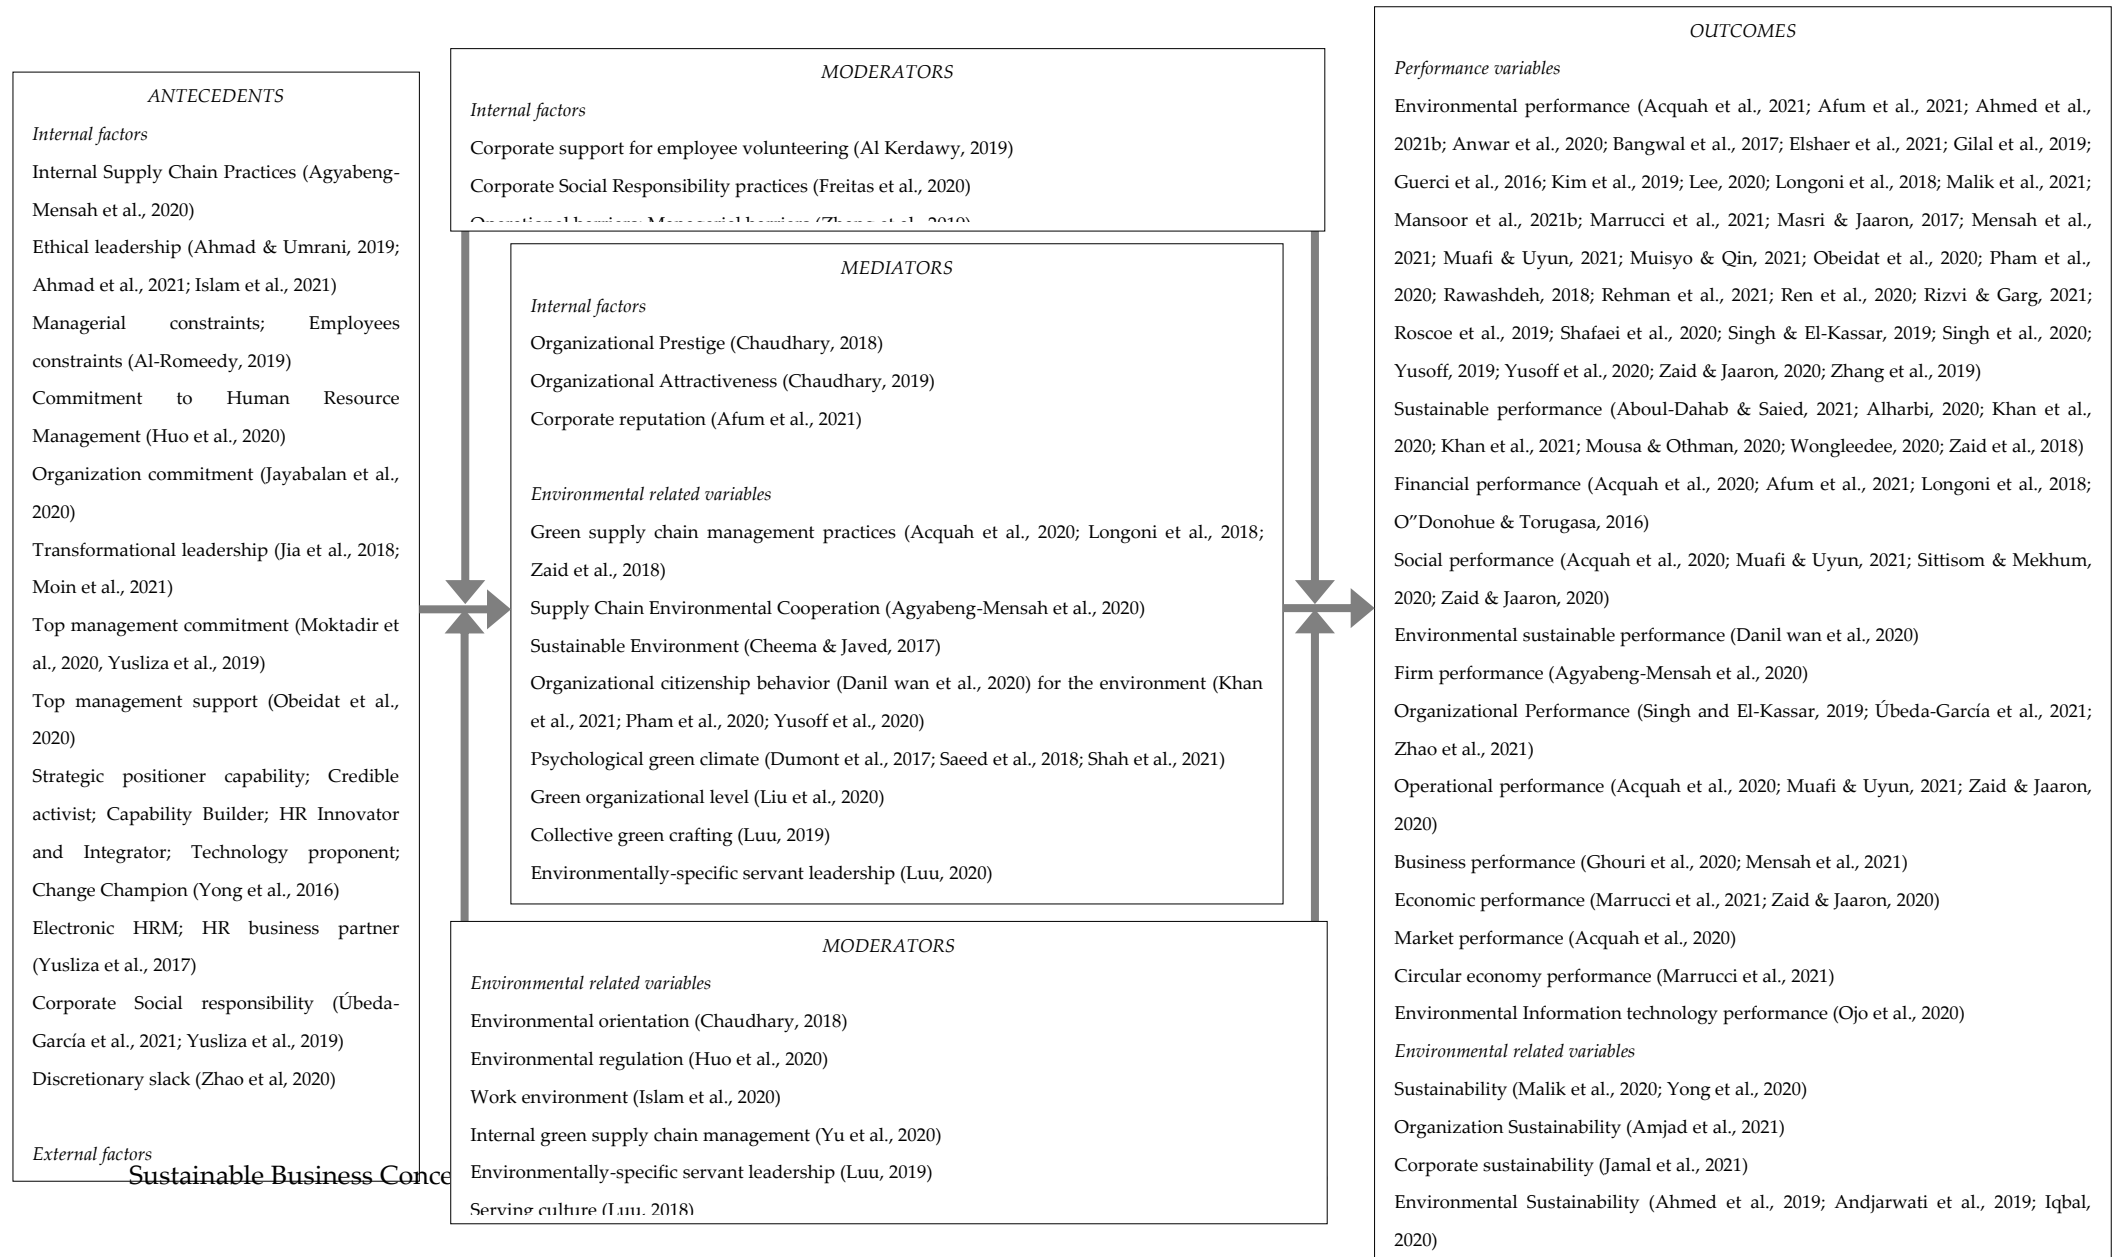 ANTECEDENTS
Internal factors
Internal Supply Chain Practices (Agyabeng-
Mensah et al., 2020)
Ethical leadership (Ahmad & Umrani, 2019;
Ahmad et al., 2021; Islam et al., 2021)
Managerial constraints; Employees
constraints (Al-Romeedy, 2019)
Commitment to Human Resource
Management (Huo et al., 2020)
Organization commitment (Jayabalan et al.,
2020)
Transformational leadership (Jia et al., 2018;
Moin et al., 2021)
Top management commitment (Moktadir et
al., 2020, Yusliza et al., 2019)
Top management support (Obeidat et al.,
2020)
Strategic positioner capability; Credible
activist; Capability Builder; HR Innovator
and Integrator; Technology proponent;
Change Champion (Yong et al., 2016)
Electronic HRM; HR business partner
(Yusliza et al., 2017)
Corporate Social responsibility (Úbeda-
García et al., 2021; Yusliza et al., 2019)
Discretionary slack (Zhao et al, 2020)
External factors
Sustainable Business Conce
MODERATORS
Internal factors
Corporate support for employee volunteering (Al Kerdawy, 2019)
Corporate Social Responsibility practices (Freitas et al., 2020)
Operational barriers; Managerial barriers (Zhang et al., 2019)
MEDIATORS
Internal factors
Organizational Prestige (Chaudhary, 2018)
Organizational Attractiveness (Chaudhary, 2019)
Corporate reputation (Afum et al., 2021)
Environmental related variables
Green supply chain management practices (Acquah et al., 2020; Longoni et al., 2018;
Zaid et al., 2018)
Supply Chain Environmental Cooperation (Agyabeng-Mensah et al., 2020)
Sustainable Environment (Cheema & Javed, 2017)
Organizational citizenship behavior (Danil wan et al., 2020) for the environment (Khan
et al., 2021; Pham et al., 2020; Yusoff et al., 2020)
Psychological green climate (Dumont et al., 2017; Saeed et al., 2018; Shah et al., 2021)
Green organizational level (Liu et al., 2020)
Collective green crafting (Luu, 2019)
Environmentally-specific servant leadership (Luu, 2020)
MODERATORS
Environmental related variables
Environmental orientation (Chaudhary, 2018)
Environmental regulation (Huo et al., 2020)
Work environment (Islam et al., 2020)
Internal green supply chain management (Yu et al., 2020)
Environmentally-specific servant leadership (Luu, 2019)
Serving culture (Luu, 2018)
OUTCOMES
Performance variables
Environmental performance (Acquah et al., 2021; Afum et al., 2021; Ahmed et al.,
2021b; Anwar et al., 2020; Bangwal et al., 2017; Elshaer et al., 2021; Gilal et al., 2019;
Guerci et al., 2016; Kim et al., 2019; Lee, 2020; Longoni et al., 2018; Malik et al., 2021;
Mansoor et al., 2021b; Marrucci et al., 2021; Masri & Jaaron, 2017; Mensah et al.,
2021; Muafi & Uyun, 2021; Muisyo & Qin, 2021; Obeidat et al., 2020; Pham et al.,
2020; Rawashdeh, 2018; Rehman et al., 2021; Ren et al., 2020; Rizvi & Garg, 2021;
Roscoe et al., 2019; Shafaei et al., 2020; Singh & El-Kassar, 2019; Singh et al., 2020;
Yusoff, 2019; Yusoff et al., 2020; Zaid & Jaaron, 2020; Zhang et al., 2019)
Sustainable performance (Aboul-Dahab & Saied, 2021; Alharbi, 2020; Khan et al.,
2020; Khan et al., 2021; Mousa & Othman, 2020; Wongleedee, 2020; Zaid et al., 2018)
Financial performance (Acquah et al., 2020; Afum et al., 2021; Longoni et al., 2018;
O”Donohue & Torugasa, 2016)
Social performance (Acquah et al., 2020; Muafi & Uyun, 2021; Sittisom & Mekhum,
2020; Zaid & Jaaron, 2020)
Environmental sustainable performance (Danil wan et al., 2020)
Firm performance (Agyabeng-Mensah et al., 2020)
Organizational Performance (Singh and El-Kassar, 2019; Úbeda-García et al., 2021;
Zhao et al., 2021)
Operational performance (Acquah et al., 2020; Muafi & Uyun, 2021; Zaid & Jaaron,
2020)
Business performance (Ghouri et al., 2020; Mensah et al., 2021)
Economic performance (Marrucci et al., 2021; Zaid & Jaaron, 2020)
Market performance (Acquah et al., 2020)
Circular economy performance (Marrucci et al., 2021)
Environmental Information technology performance (Ojo et al., 2020)
Environmental related variables
Sustainability (Malik et al., 2020; Yong et al., 2020)
Organization Sustainability (Amjad et al., 2021)
Corporate sustainability (Jamal et al., 2021)
Environmental Sustainability (Ahmed et al., 2019; Andjarwati et al., 2019; Iqbal,
2020)